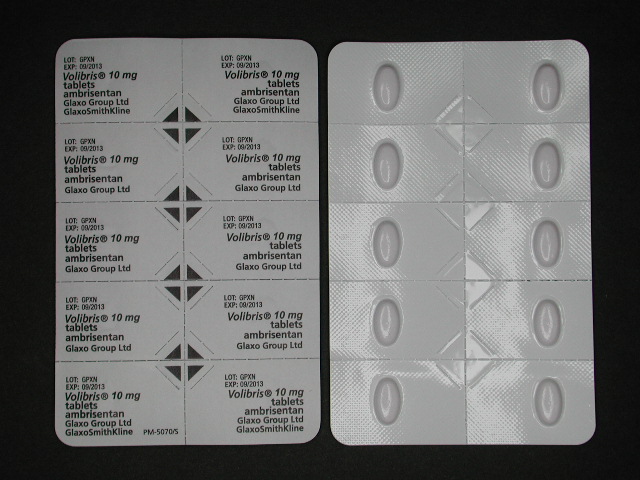 LOT: GPXN
EXP: 09/2013
Volibris® 10 mg
tablets
ambrisentan
Glaxo Group Ltd
GlaxoSmithKline
LOT: GPXN
EXP: 09/2013
Volibris® 10 mg
tablets
ambrisentan
Glaxo Group Ltd
GlaxoSmithKline
LOT: GPXN
EXP: 09/2013
Volibris® 10 mg
tablets
ambrisentan
Glaxo Group Ltd
LOT: GPXN
EXP: 09/2013
Volibris® 10 mg
tablets
ambrisentan
Glaxo Group Ltd
LOT: GPXN
EXP: 09/2013
Volibris® 10 mg
tablets
ambrisentan
Glaxo Group Ltd
LOT: GPXN
EXP: 09/2013
Volibris® 10 mg
tablets
ambrisentan
Glaxo Group Ltd
LOT: GPXN
EXP: 09/2013
Volibris® 10 mg
tablets
ambrisentan
Glaxo Group Ltd
LOT: GPXN
EXP: 09/2013
Volibris® 10 mg
tablets
ambrisentan
Glaxo Group Ltd
LOT: GPXN
EXP: 09/2013
Volibris® 10 mg
tablets
ambrisentan
Glaxo Group Ltd
GlaxoSmithKline
PM-5070/S
LOT: GPXN
EXP: 09/2013
Volibris® 10 mg
tablets
ambrisentan
Glaxo Group Ltd
GlaxoSmithKline